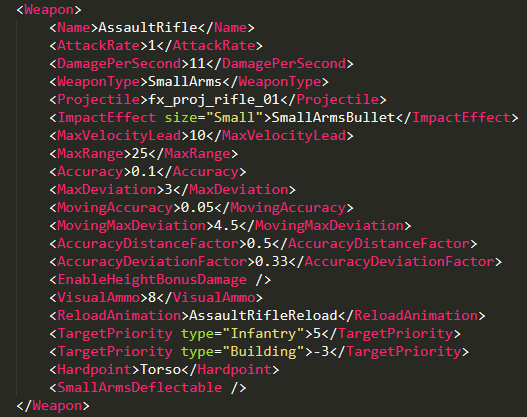 <Weapon>
<Name>AssaultRifle</Name>
<AttackRate>1</AttackRate>
<DamagePerSecond>11</DamagePerSecond>
<WeaponType>SmallArms</WeaponType>
<Projectile>fx_proj_rifle_01</Projectile>
<ImpactEffect size="Small">SmallArmsBullet</ImpactEffect>
<MaxVelocityLead>10</MaxVelocityLead>
<MaxRange>25</MaxRange>
<Accuracy>0.1</Accuracy>
<MaxDeviation>3</MaxDeviation>
<MovingAccuracy>0.05</MovingAccuracy>
<MovingMaxDeviation>4.5</MovingMaxDeviation>
<AccuracyDistanceFactor>0.5</AccuracyDistanceFactor>
<AccuracyDeviationFactor>0.33</AccuracyDeviationFactor>
<EnableHeightBonusDamage />
<VisualAmmo>8</VisualAmmo>
<ReloadAnimation>AssaultRifleReload</ReloadAnimation>
<TargetPriority type="Infantry">5</TargetPriority>
<TargetPriority type="Building">-3</TargetPriority>
<Hardpoint>Torso</Hardpoint>
<SmallArmsDeflectable />
</Weapon>